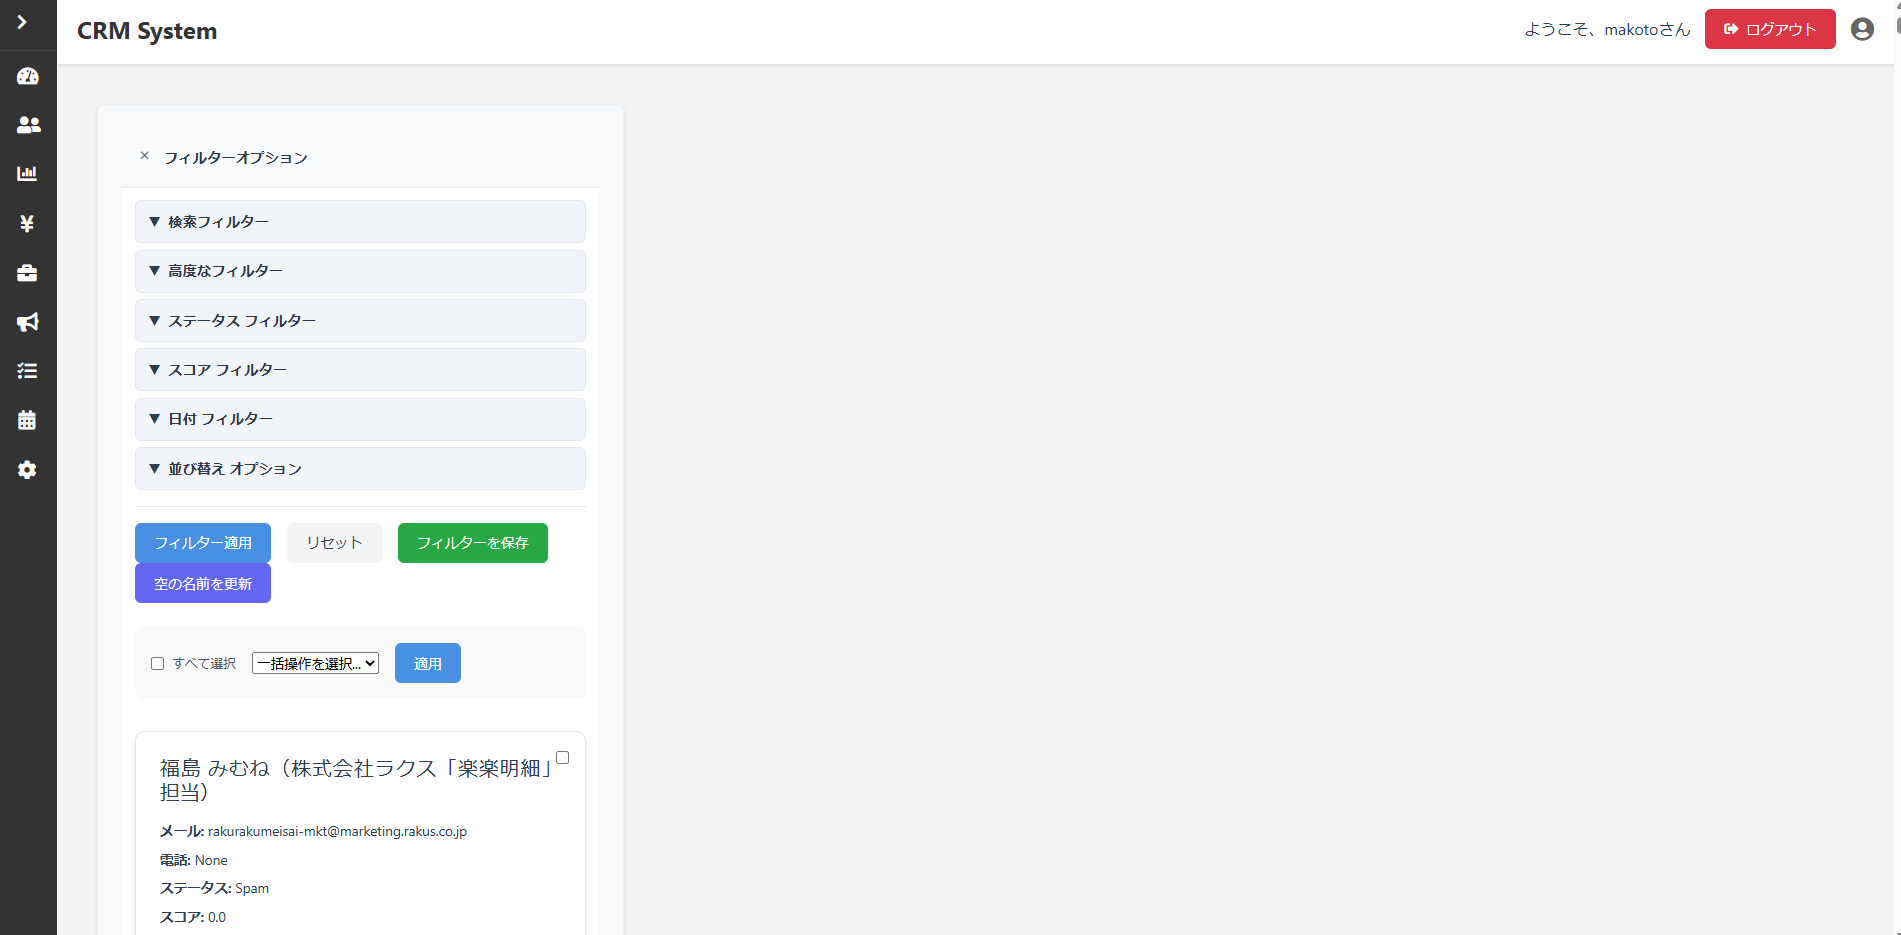 CRM System
ようこそ、makotoさん
ログアウト
× フィルターオプション
▼ 検索フィルター
▼ 高度なフィルター
▼ ステータス フィルター
▼ スコア フィルター
▼ 日付 フィルター
▼ 並び替え オプション
フィルター適用 リセット フィルターを保存
空の名前を更新
すべて選択 一括操作を選択... 適用
福島 みむね（株式会社ラクス「楽楽明細」
担当）
メール: rakurakumeisai-mkt@marketing.rakus.co.jp
電話: None
ステータス: Spam
スコア: 0.0